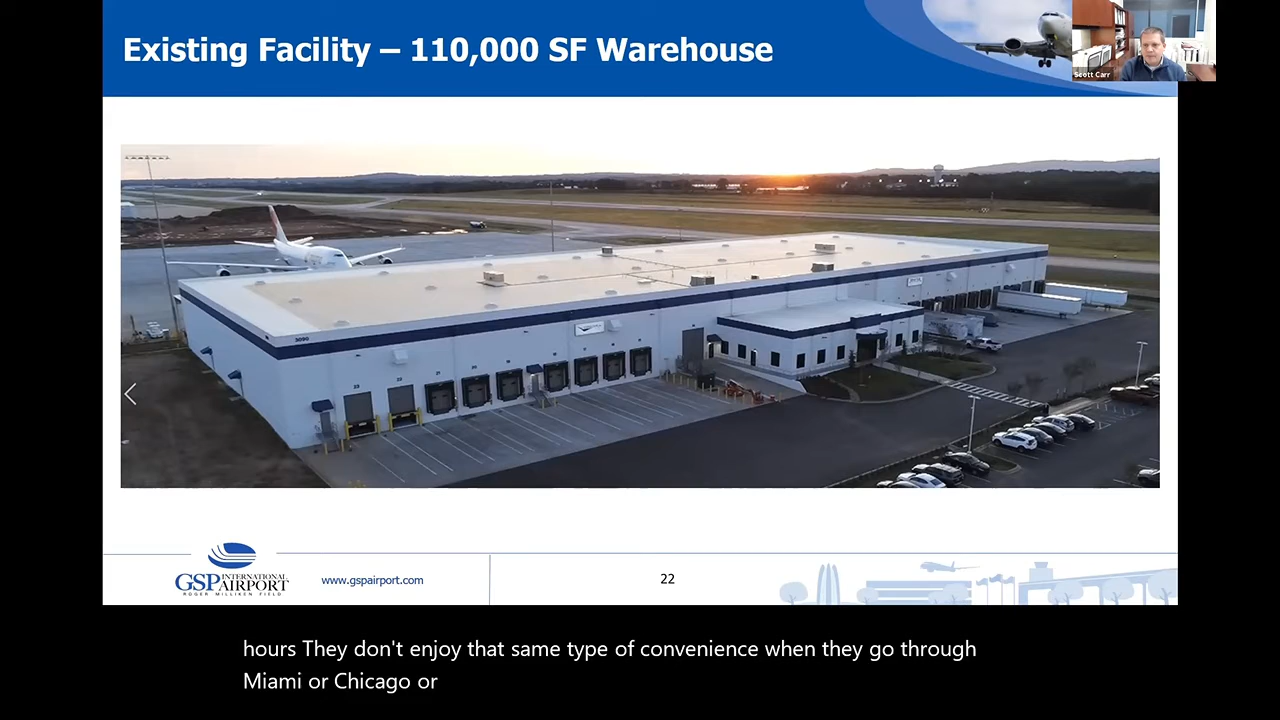 Existing Facility – 110,000 SF Warehouse
Scott Carr
GSP INTERNATIONAL AIRPORT
ROGER MILLIKEN FIELD
www.gspairport.com
22
hours They don't enjoy that same type of convenience when they go through
Miami or Chicago or